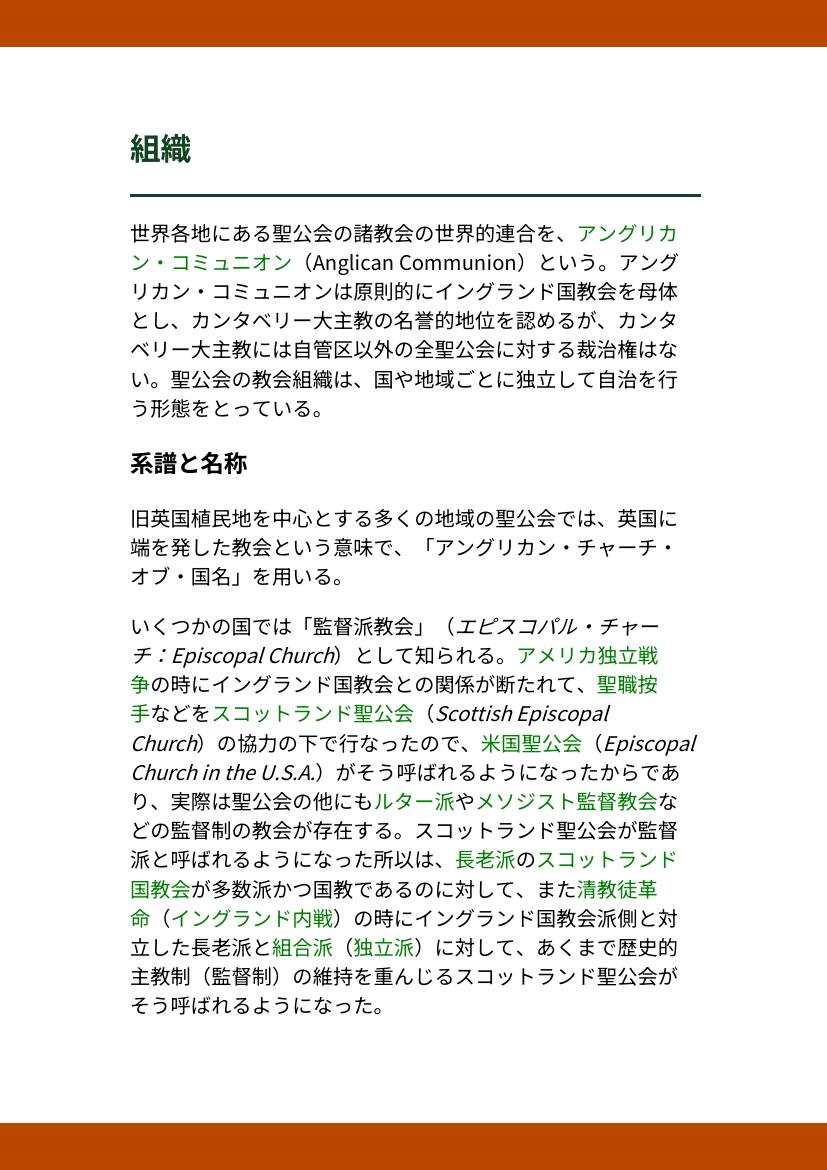 組織
世界各地にある聖公会の諸教会の世界的連合を、アングリカ
ン・コミュニオン（Anglican Communion）という。アング
リカン・コミュニオンは原則的にイングランド国教会を母体
とし、カンタベリー大主教の名誉的地位を認めるが、カンタ
ベリー大主教には自管区以外の全聖公会に対する裁治権はな
い。聖公会の教会組織は、国や地域ごとに独立して自治を行
う形態をとっている。
系譜と名称
旧英国植民地を中心とする多くの地域の聖公会では、英国に
端を発した教会という意味で、「アングリカン・チャーチ・
オブ・国名」を用いる。
いくつかの国では「監督派教会」（エピスコパル・チャー
チ：Episcopal Church）として知られる。アメリカ独立戦
争の時にイングランド国教会との関係が断たれて、聖職按
手などをスコットランド聖公会（Scottish Episcopal
Church）の協力の下で行なったので、米国聖公会（Episcopal
Church in the U.S.A.）がそう呼ばれるようになったからであ
り、実際は聖公会の他にもルター派やメソジスト監督教会な
どの監督制の教会が存在する。スコットランド聖公会が監督
派と呼ばれるようになった所以は、長老派のスコットランド
国教会が多数派かつ国教であるのに対して、また清教徒革
命（イングランド内戦）の時にイングランド国教会派側と対
立した長老派と組合派（独立派）に対して、あくまで歴史的
主教制（監督制）の維持を重んじるスコットランド聖公会が
そう呼ばれるようになった。